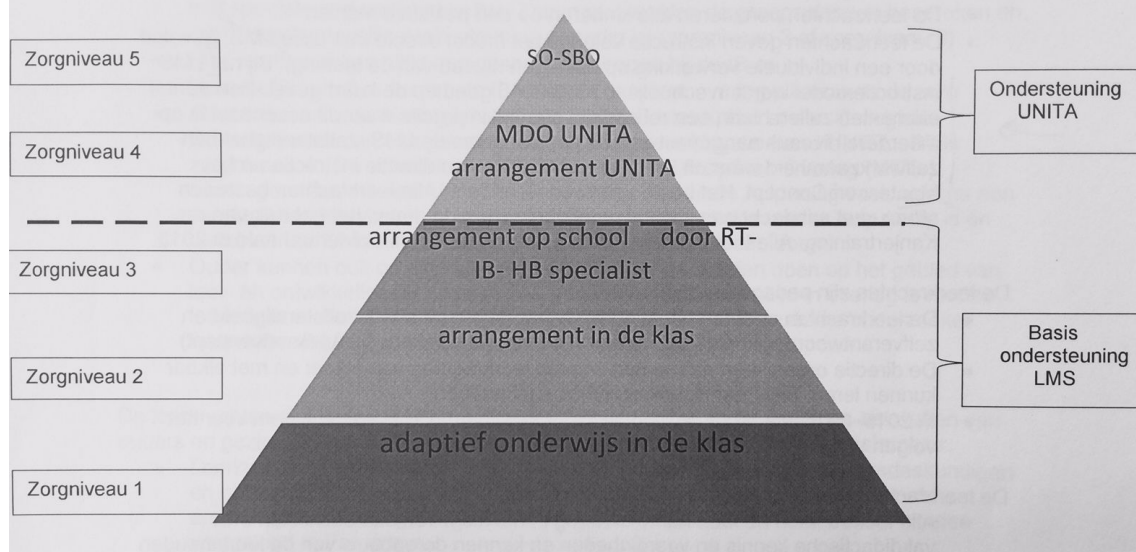 Zorgniveau 5
SO-SBO
Ondersteuning
UNITA
Zorgniveau 4
MDO UNITA
arrangement UNITA
Zorgniveau 3
arrangement op school door RT-
IB- HB specialist
Zorgniveau 2
arrangement in de klas
Basis
ondersteuning
LMS
Zorgniveau 1
adaptief onderwijs in de klas